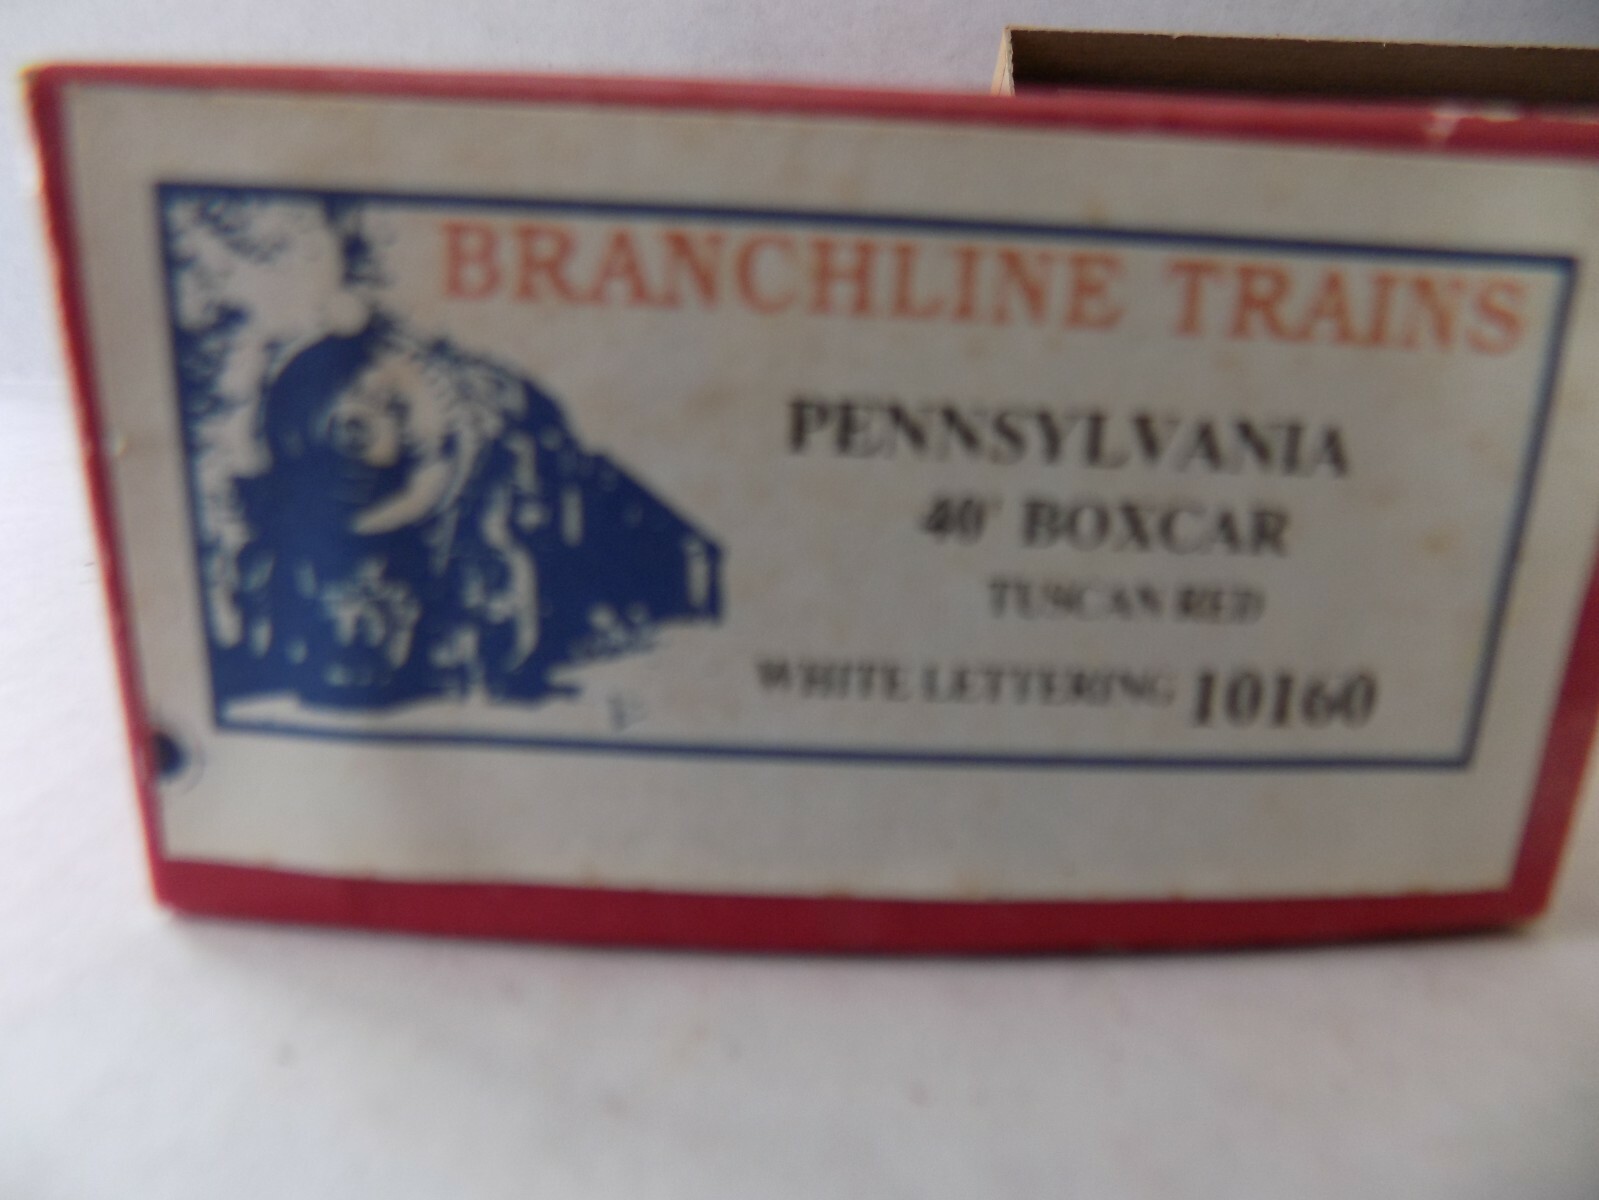 BRANCHLINE TRAINS
PENNSYLVANIA
40' BOXCAR
TUSCAN RED
WHITE LETTERING 10160